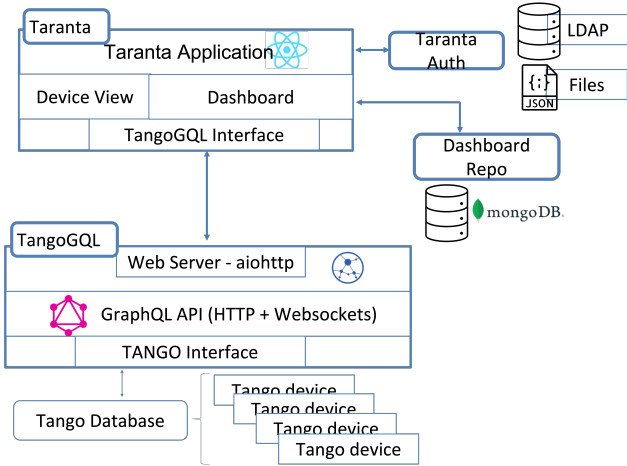 Taranta
Taranta Application
Device View
Dashboard
TangoGQL Interface
Taranta
Auth
LDAP
{;}
JSON
Files
Dashboard
Repo
mongoDB®
TangoGQL
Web Server - aiohttp
GraphQL API (HTTP + Websockets)
TANGO Interface
Tango Database
Tango device
Tango device
Tango device
Tango device